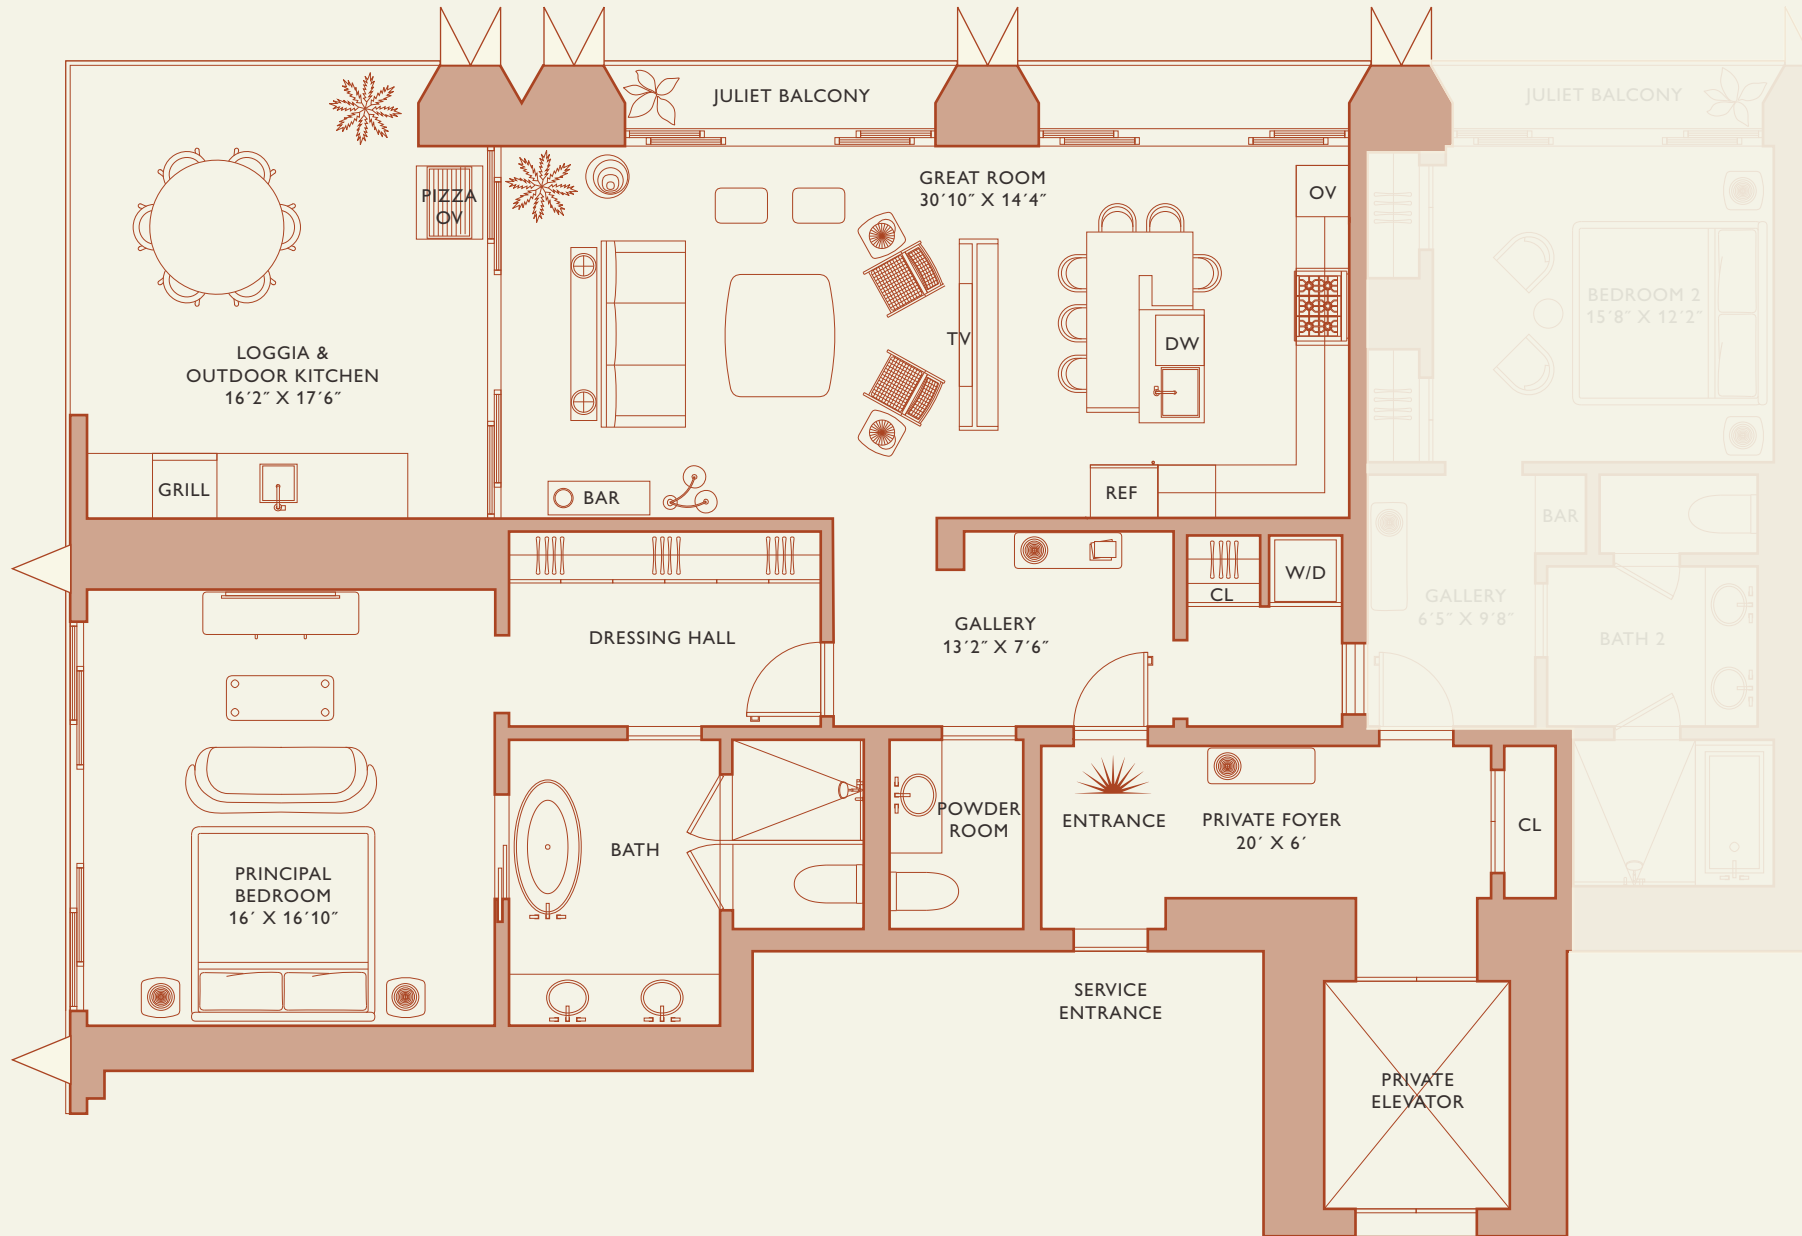 JULIET BALCONY
JULIET BALCONY
PIZZA
OV
GREAT ROOM
30´10˝ X 14´4˝
OV
LOGGIA &
OUTDOOR KITCHEN
16´2˝ X 17´6˝
TV
DW
BEDROOM 2
15´8˝ X 12´2˝
GRILL
BAR
REF
BAR
DRESSING HALL
GALLERY
13´2˝ X 7´6˝
CL
W/D
GALLERY
6´5˝ X 9´8˝
BATH 2
PRINCIPAL
BEDROOM
16´ X 16´10˝
BATH
POWDER
ROOM
ENTRANCE
PRIVATE FOYER
20´ X 6´
CL
SERVICE
ENTRANCE
PRIVATE
ELEVATOR